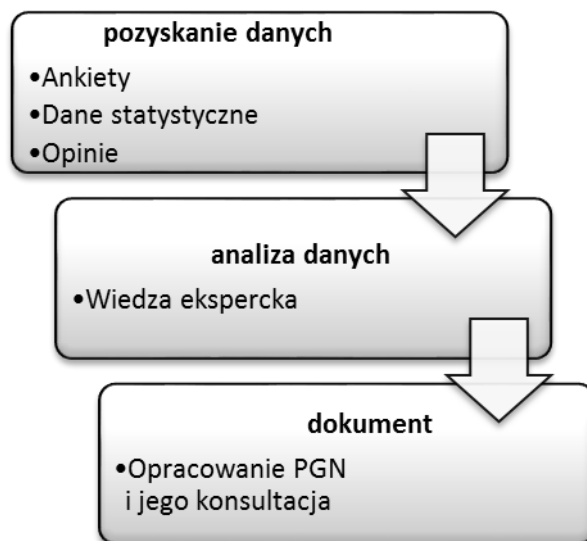 pozyskanie danych
•Ankiety
•Dane statystyczne
•Opinie
analiza danych
•Wiedza ekspercka
dokument
•Opracowanie PGN
i jego konsultacja